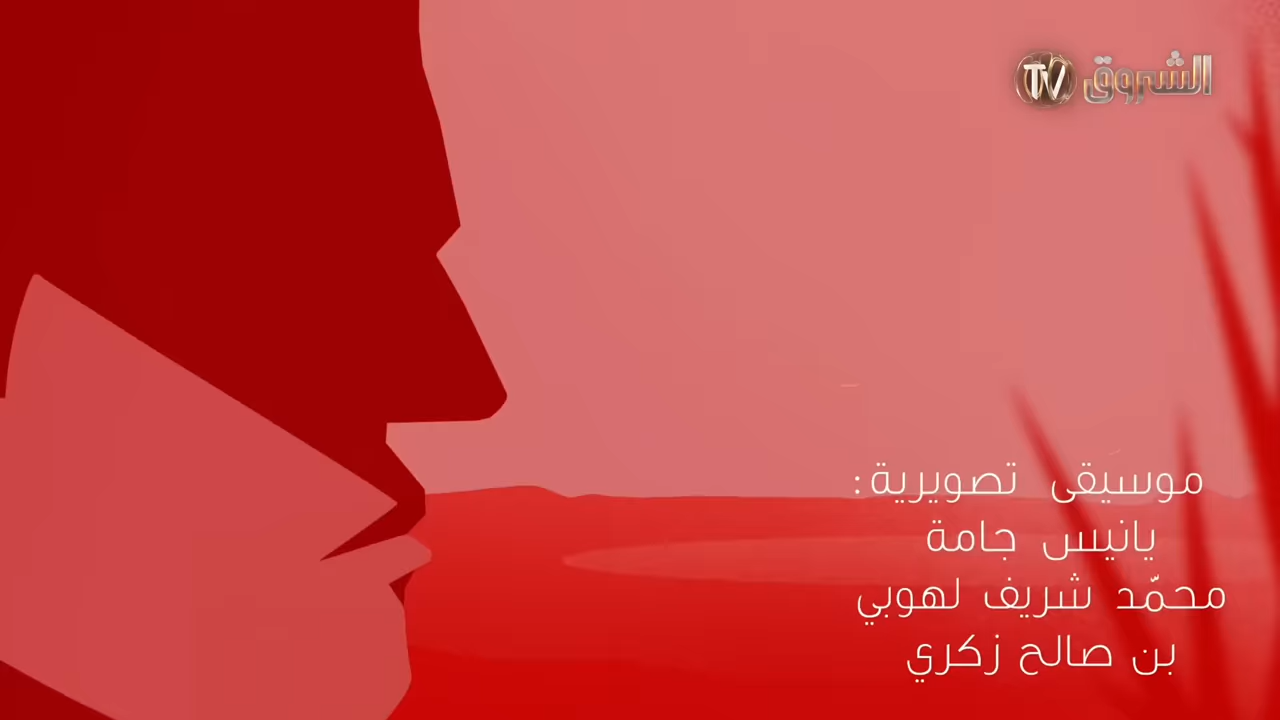 الشروق TV
موسيقى تصويرية:
يانيس جامة
محمّد شريف لهوبي
بن صالح زكري